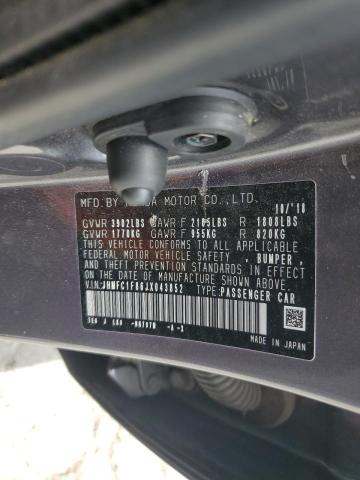 MFD.BY MOTOR CO.,LTD. 10/'18
GVWR 3902LBS GAWR F 2105LBS R 1808LBS
GVWR 1770KG GAWR F 955KG R 820KG
THIS VEHICLE CONFORMS TO ALL APPLICABLE
FEDERAL MOTOR VEHICLE SAFETY, BUMPER,
AND THEFT PREVENTION STANDARDS IN EFFECT
ON THE DATE OF MANUFACTURE SHOWN ABOVE.
VIN: TYPE:PASSENGER CAR
MADE IN JAPAN